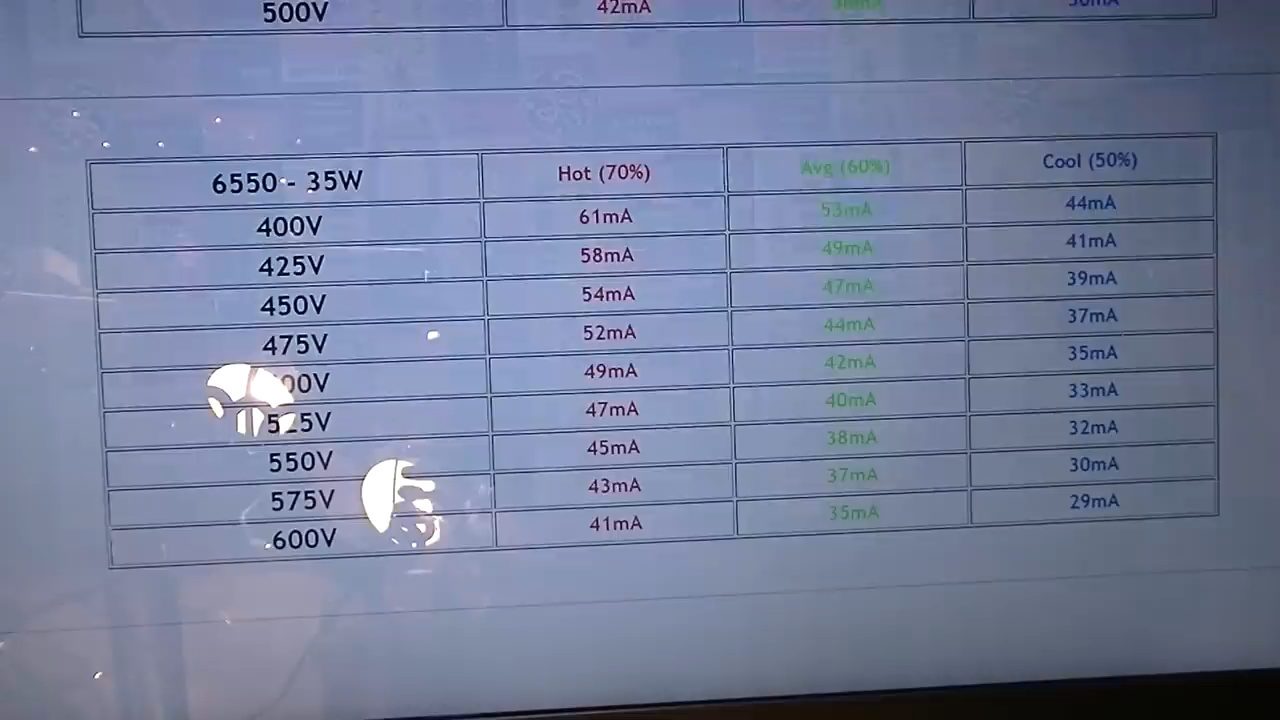 500V 42mA
6550 - 35W Hot (70%) Avg (60%) Cool (50%)
400V 61mA 53mA 44mA
425V 58mA 49mA 41mA
450V 54mA 47mA 39mA
475V 52mA 44mA 37mA
00V 49mA 42mA 35mA
525V 47mA 40mA 33mA
550V 45mA 38mA 32mA
575V 43mA 37mA 30mA
600V 41mA 35mA 29mA